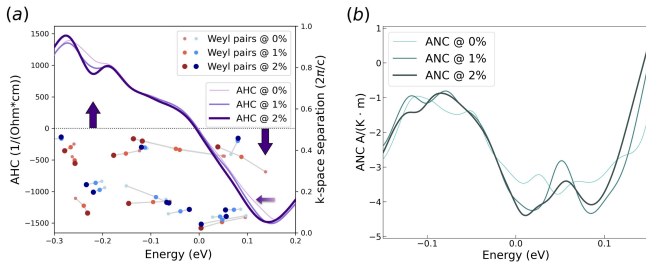 (a)
1500
1000
500
0
−500
−1000
−1500
AHC (1/(Ohm*cm))
Weyl pairs @ 0%
Weyl pairs @ 1%
Weyl pairs @ 2%
AHC @ 0%
AHC @ 1%
AHC @ 2%
1.0
0.8
0.6
0.4
0.2
0.0
k-space separation (2π/c)
−0.3 −0.2 −0.1 0.0 0.1 0.2
Energy (eV)
(b)
1
0
−1
−2
−3
−4
−5
ANC A/(K · m)
ANC @ 0%
ANC @ 1%
ANC @ 2%
−0.1 0.0 0.1
Energy (eV)